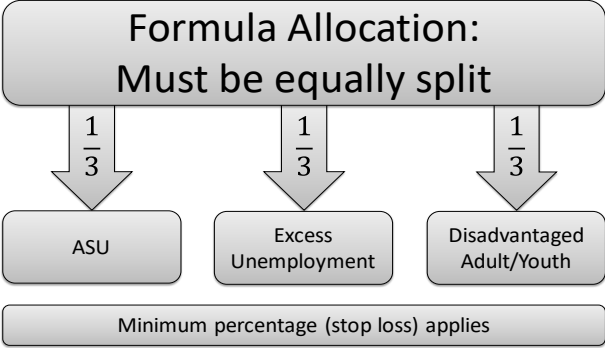 Formula Allocation:
Must be equally split
1/3
1/3
1/3
ASU
Excess
Unemployment
Disadvantaged
Adult/Youth
Minimum percentage (stop loss) applies